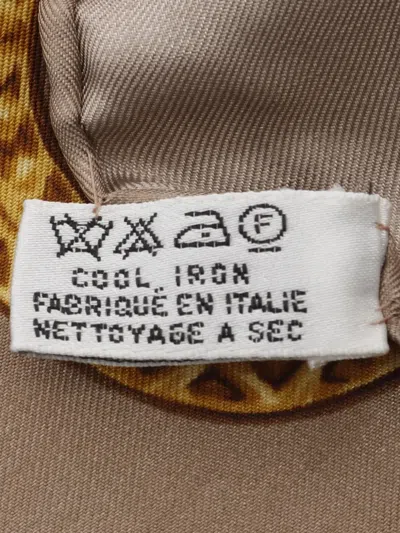 F
COOL IRON
FABRIQUÉ EN ITALIE
NETTOYAGE A SEC